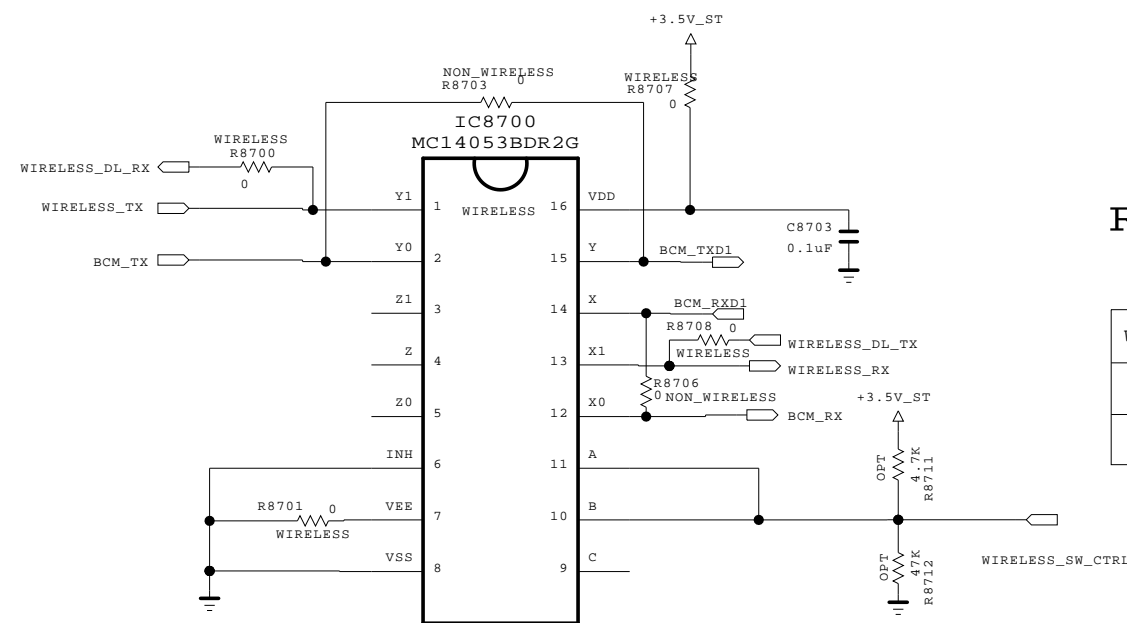 +3.5V_ST
NON_WIRELESS
R8703 0
WIRELESS
R8707
0
IC8700
MC14053BDR2G
WIRELESS
R8700
0
WIRELESS_DL_RX
WIRELESS_TX
BCM_TX
Y1
1
WIRELESS
16
VDD
Y0
2
15
Y
BCM_TXD1
C8703
0.1uF
Z1
3
14
X
BCM_RXD1
R8708 0
WIRELESS
WIRELESS_DL_TX
Z
4
13
X1
WIRELESS_RX
R8706
0
NON_WIRELESS
+3.5V_ST
Z0
5
12
X0
BCM_RX
INH
6
11
A
OPT
4.7K
R8711
R8701 0
WIRELESS
VEE
7
10
B
VSS
8
9
C
OPT
47K
R8712
WIRELESS_SW_CTRL